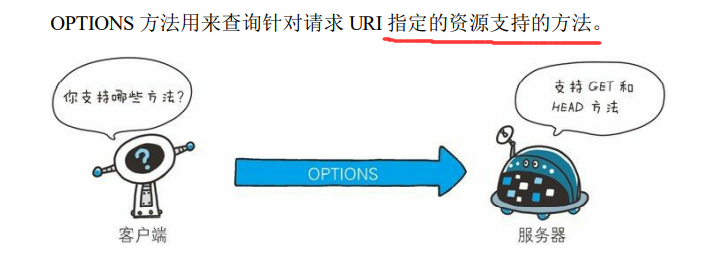 OPTIONS 方法用来查询针对请求 URI 指定的资源支持的方法。
你支持哪些方法？
支持 GET 和
HEAD 方法
OPTIONS
客户端
服务器